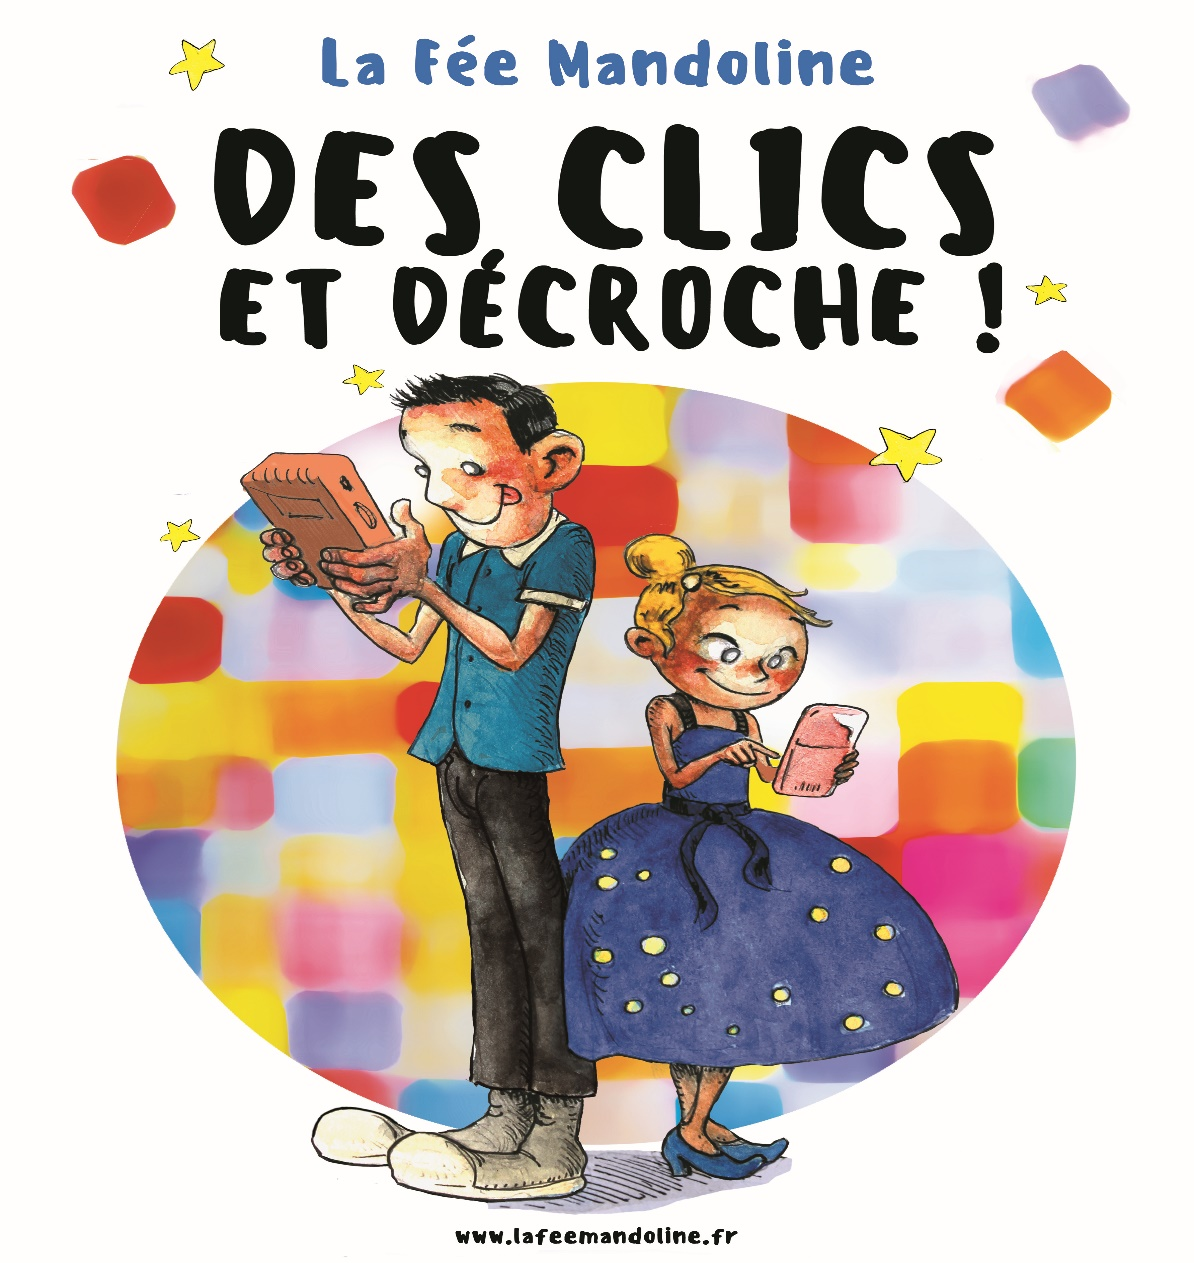 La Fée Mandoline
DES CLICS
ET DÉCROCHE !
www.lafeemandoline.fr